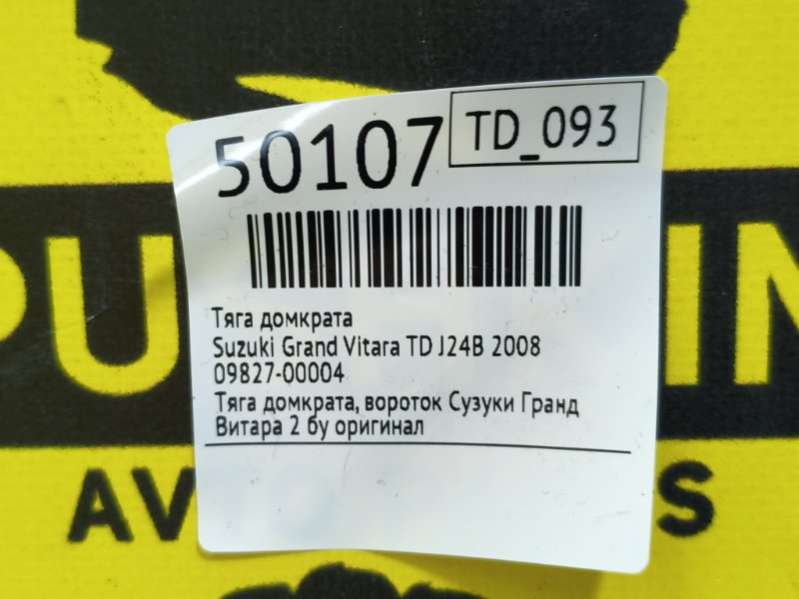 50107
TD_093
Тяга домкрата
Suzuki Grand Vitara TD J24B 2008
09827-00004
Тяга домкрата, вороток Сузуки Гранд
Витара 2 бу оригинал